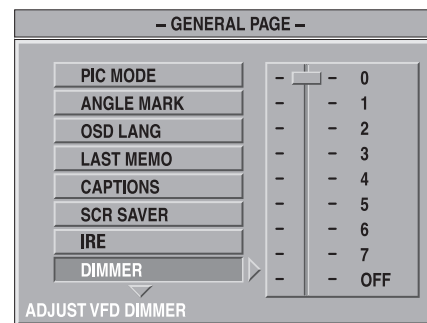 – GENERAL PAGE –
PIC MODE
ANGLE MARK
OSD LANG
LAST MEMO
CAPTIONS
SCR SAVER
IRE
DIMMER
0
1
2
3
4
5
6
7
OFF
ADJUST VFD DIMMER